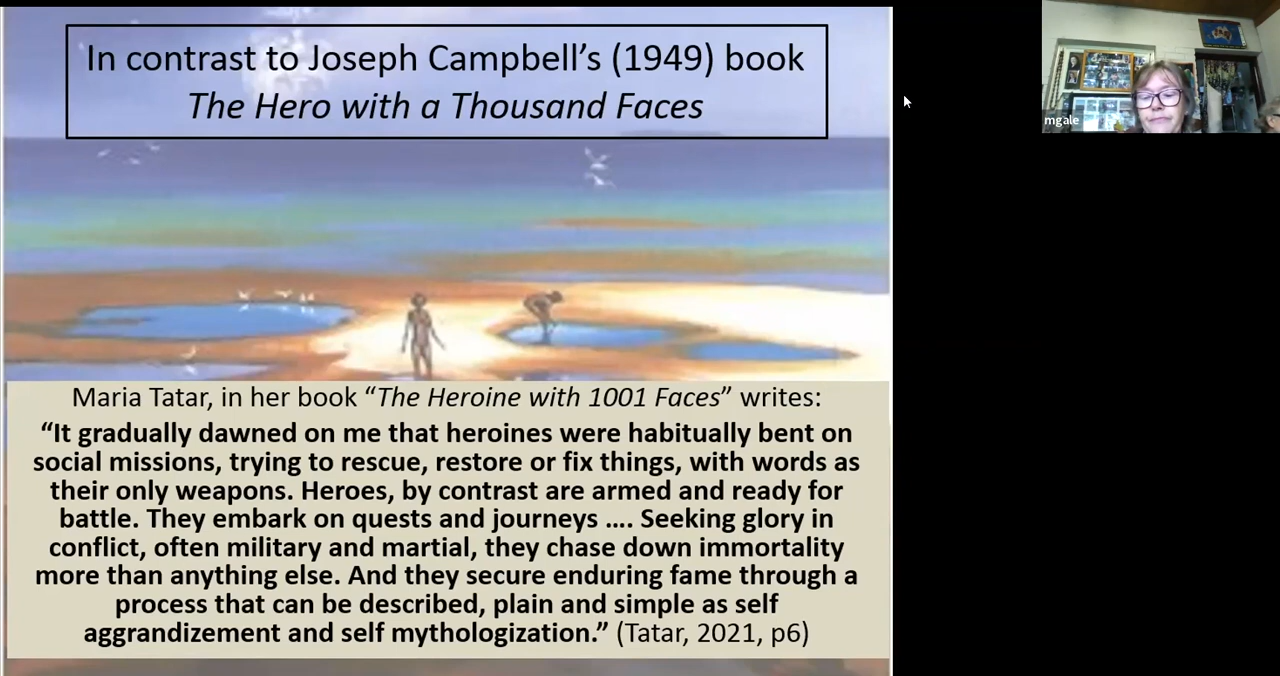 In contrast to Joseph Campbell’s (1949) book
The Hero with a Thousand Faces
mgale
Maria Tatar, in her book “The Heroine with 1001 Faces” writes:
“It gradually dawned on me that heroines were habitually bent on
social missions, trying to rescue, restore or fix things, with words as
their only weapons. Heroes, by contrast are armed and ready for
battle. They embark on quests and journeys …. Seeking glory in
conflict, often military and martial, they chase down immortality
more than anything else. And they secure enduring fame through a
process that can be described, plain and simple as self
aggrandizement and self mythologization.” (Tatar, 2021, p6)